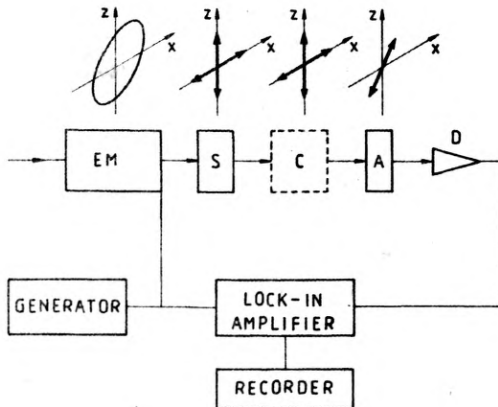 z x z x z x z x
EM S C A D
GENERATOR
LOCK-IN
AMPLIFIER
RECORDER